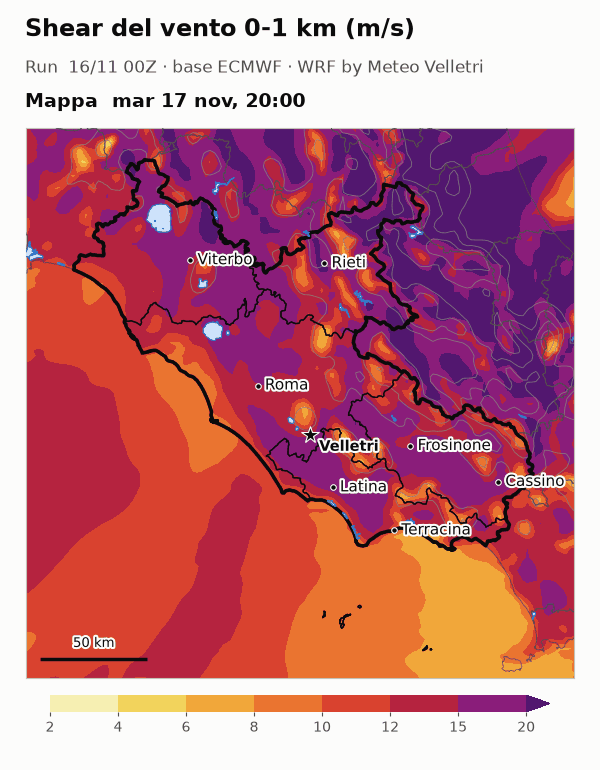 Shear del vento 0-1 km (m/s)
Run 16/11 00Z · base ECMWF · WRF by Meteo Velletri
Mappa mar 17 nov, 20:00
Viterbo
Rieti
Roma
Velletri
Frosinone
Latina
Cassino
Terracina
50 km
2 4 6 8 10 12 15 20